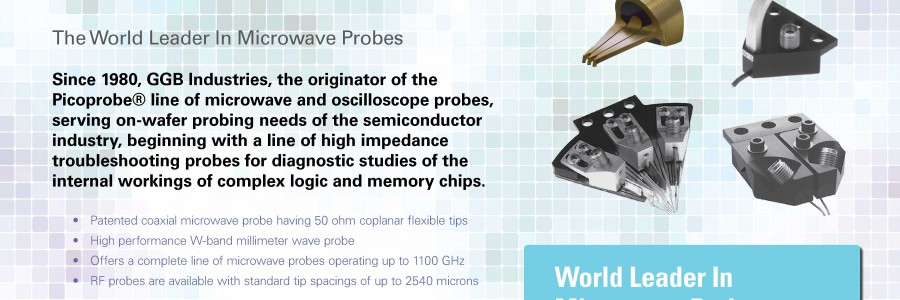 The World Leader In Microwave Probes
Since 1980, GGB Industries, the originator of the
Picoprobe® line of microwave and oscilloscope probes,
serving on-wafer probing needs of the semiconductor
industry, beginning with a line of high impedance
troubleshooting probes for diagnostic studies of the
internal workings of complex logic and memory chips.
• Patented coaxial microwave probe having 50 ohm coplanar flexible tips
• High performance W-band millimeter wave probe
• Offers a complete line of microwave probes operating up to 1100 GHz
• RF probes are available with standard tip spacings of up to 2540 microns
World Leader In